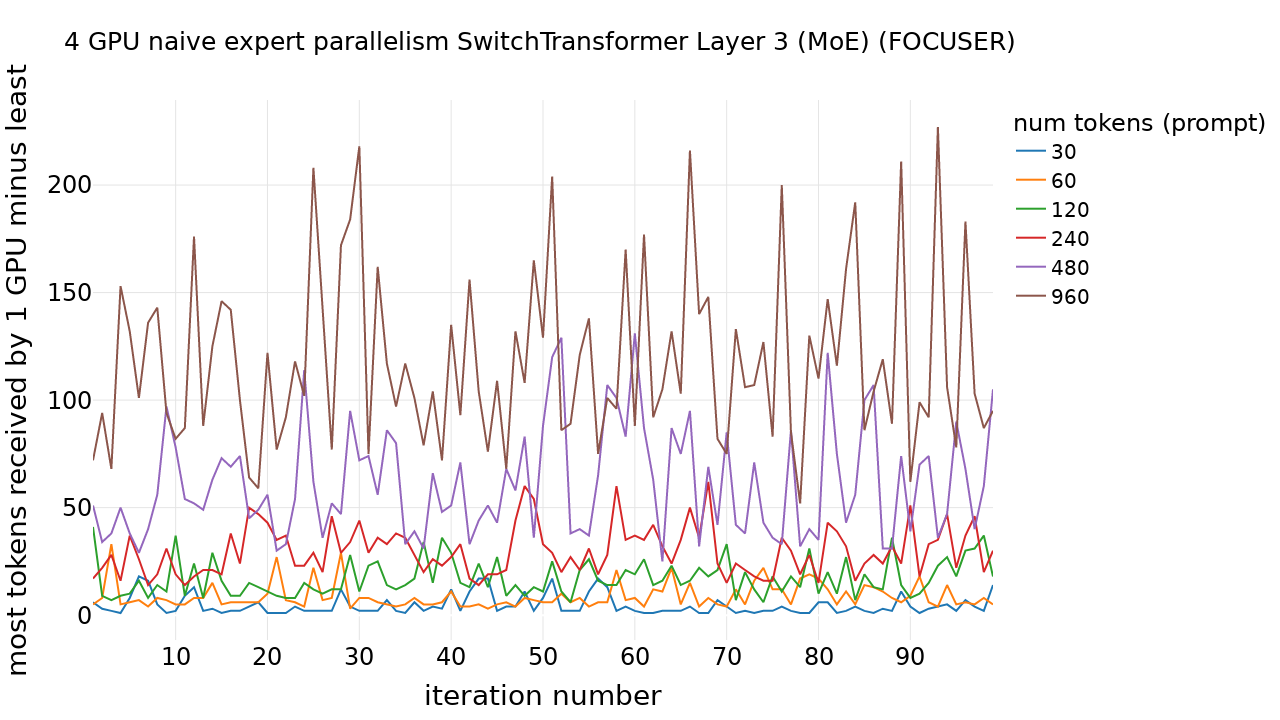 4 GPU naive expert parallelism SwitchTransformer Layer 3 (MoE) (FOCUSER)
most tokens received by 1 GPU minus least
200
150
100
50
0
10 20 30 40 50 60 70 80 90
iteration number
num tokens (prompt)
30
60
120
240
480
960